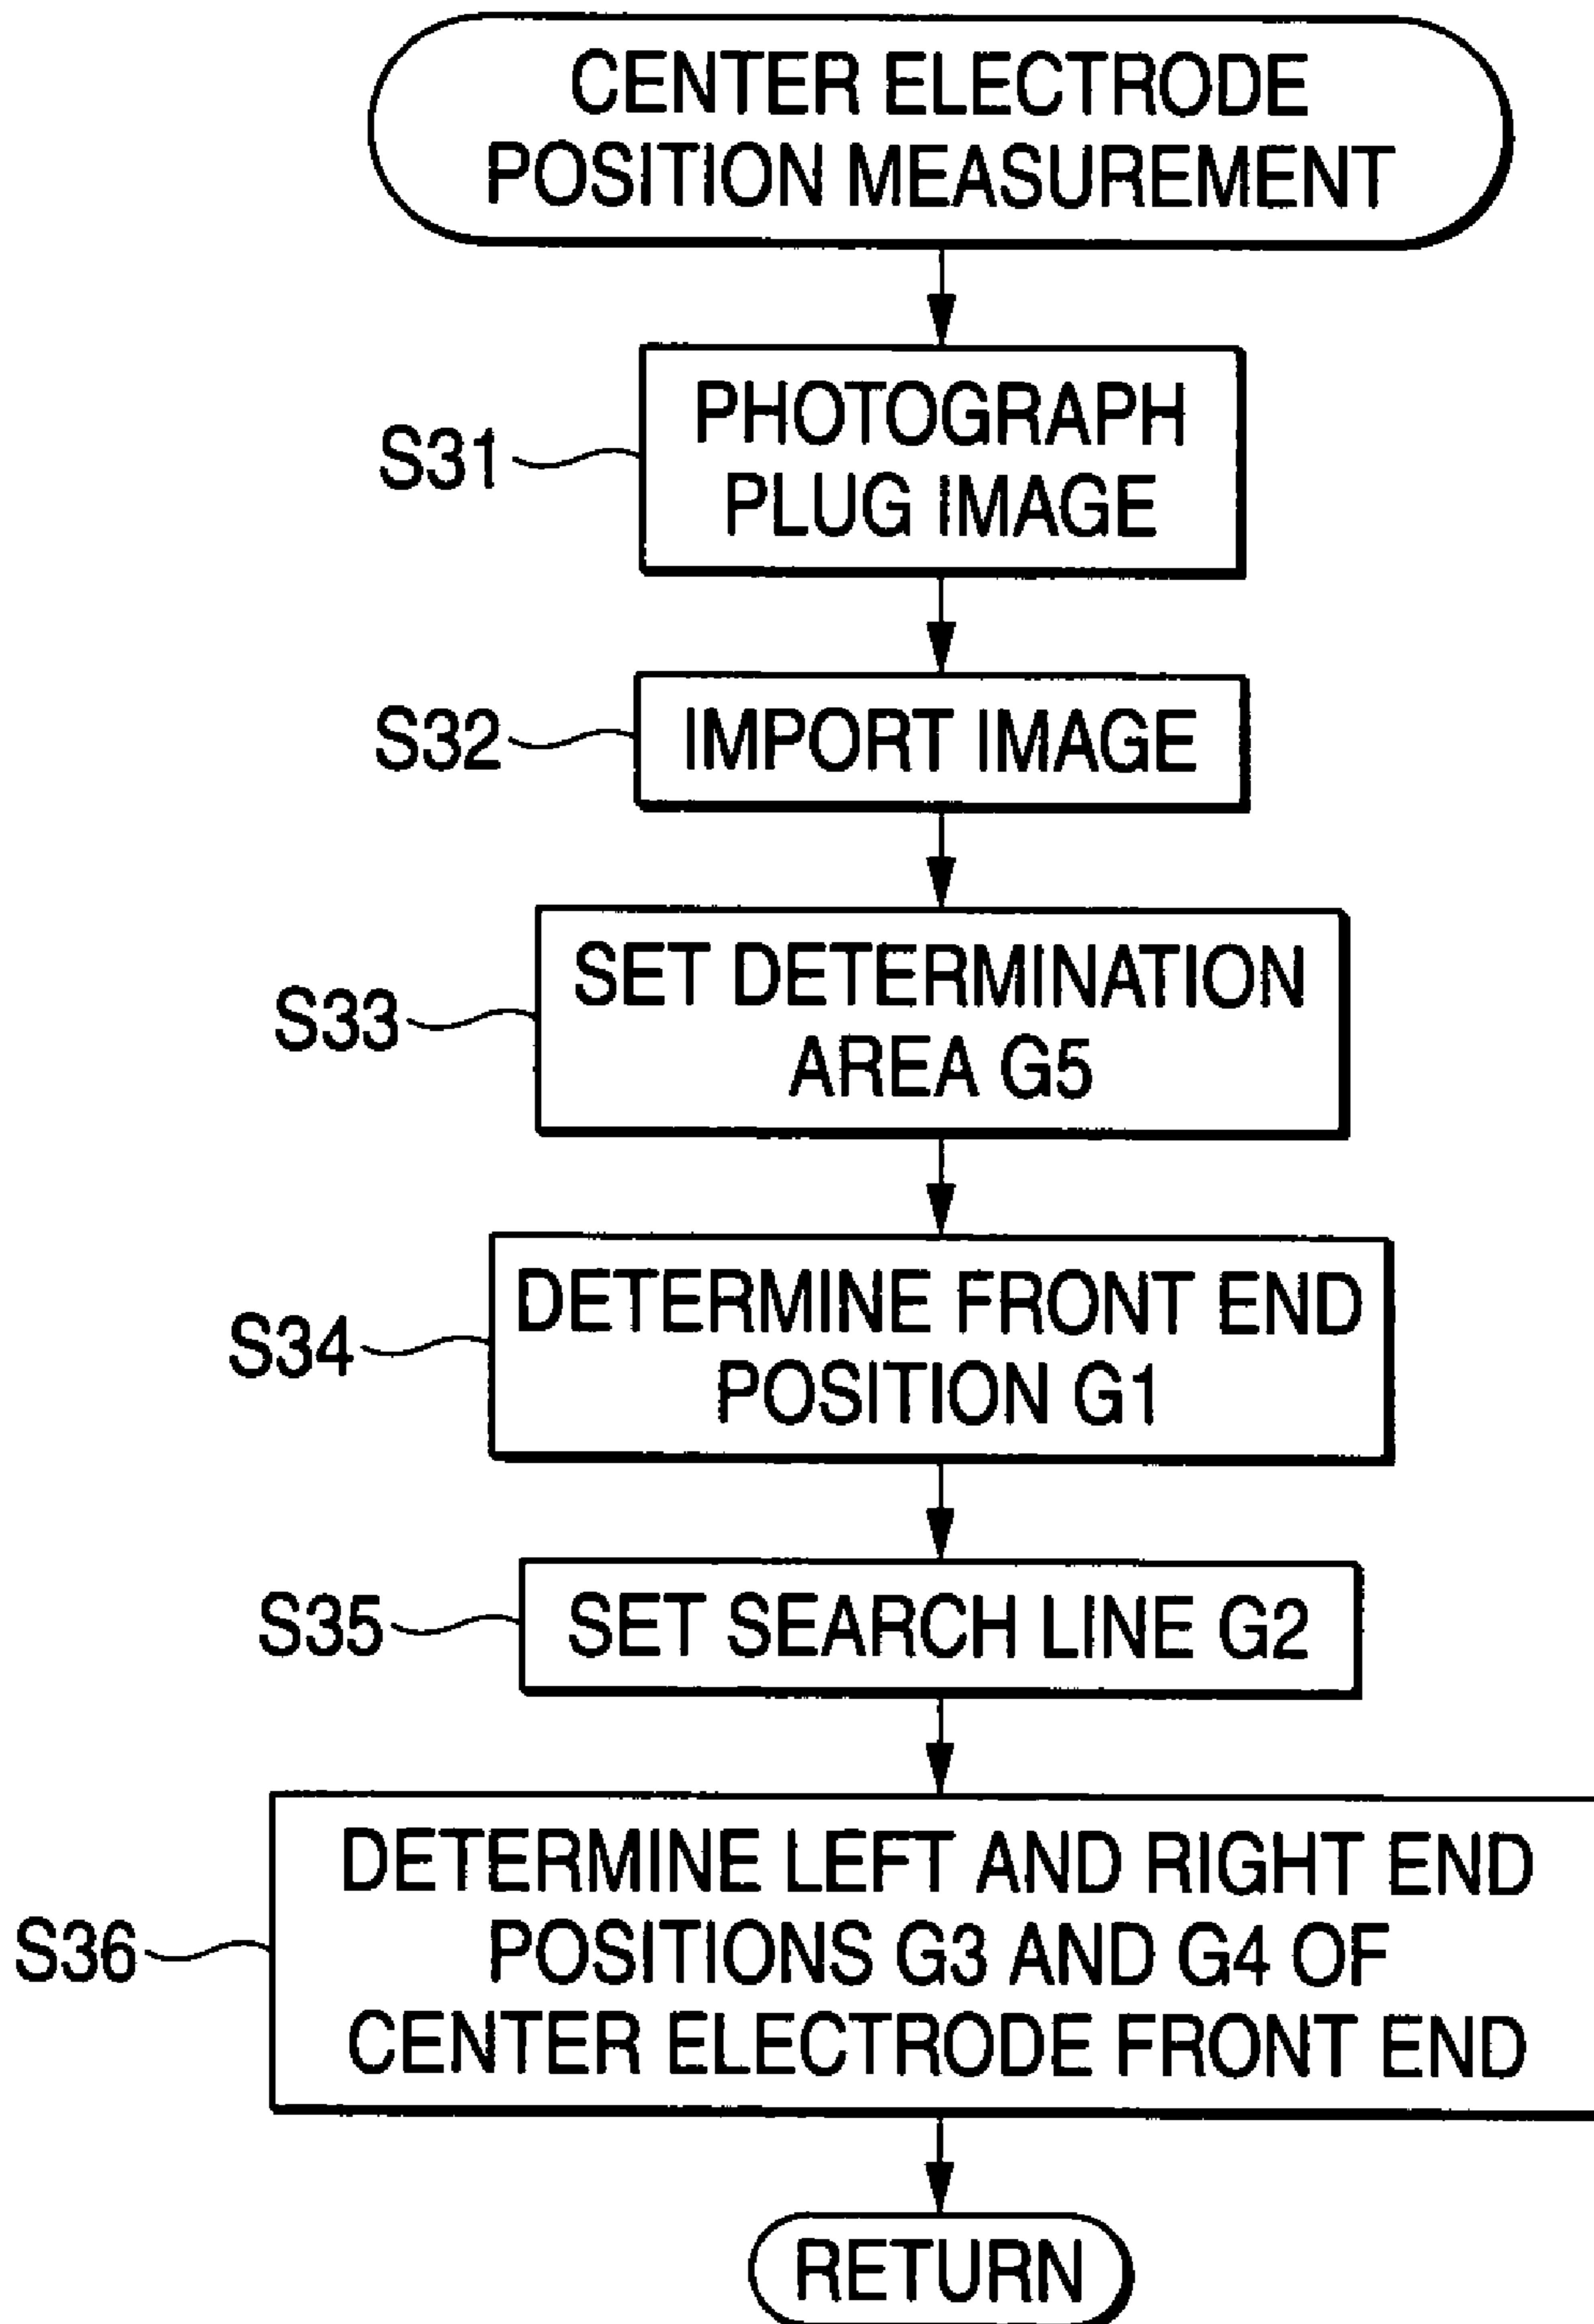 CENTER ELECTRODE
POSITION MEASUREMENT
S31
PHOTOGRAPH
PLUG IMAGE
S32
IMPORT IMAGE
S33
SET DETERMINATION
AREA G5
S34
DETERMINE FRONT END
POSITION G1
S35
SET SEARCH LINE G2
S36
DETERMINE LEFT AND RIGHT END
POSITIONS G3 AND G4 OF
CENTER ELECTRODE FRONT END
RETURN